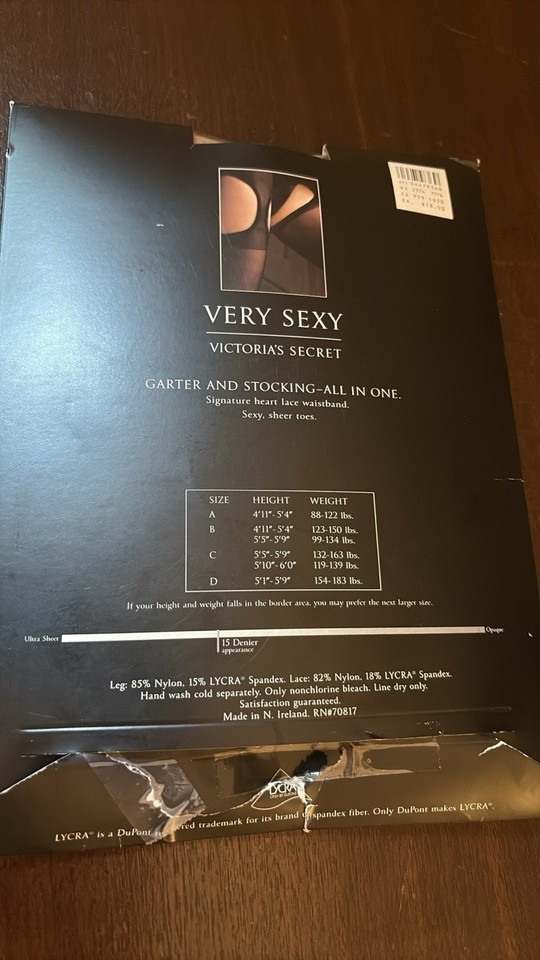 VERY SEXY
VICTORIA'S SECRET
GARTER AND STOCKING–ALL IN ONE.
Signature heart lace waistband.
Sexy, sheer toes.
SIZE HEIGHT WEIGHT
A 4'11"-5'4" 88-122 lbs.
B 4'11"-5'4" 123-150 lbs.
5'5"-5'9" 99-134 lbs.
C 5'5"-5'9" 132-163 lbs.
5'10"-6'0" 119-139 lbs.
D 5'1"-5'9" 154-183 lbs.
If your height and weight falls in the border area, you may prefer the next larger size.
Ultra Sheer
Opaque
15 Denier
appearance
Leg: 85% Nylon, 15% LYCRA® Spandex. Lace: 82% Nylon, 18% LYCRA® Spandex.
Hand wash cold separately. Only nonchlorine bleach. Line dry only.
Satisfaction guaranteed.
Made in N. Ireland. RN#70817
LYCRA
LYCRA® is a DuPont ered trademark for its brand spandex fiber. Only DuPont makes LYCRA®.